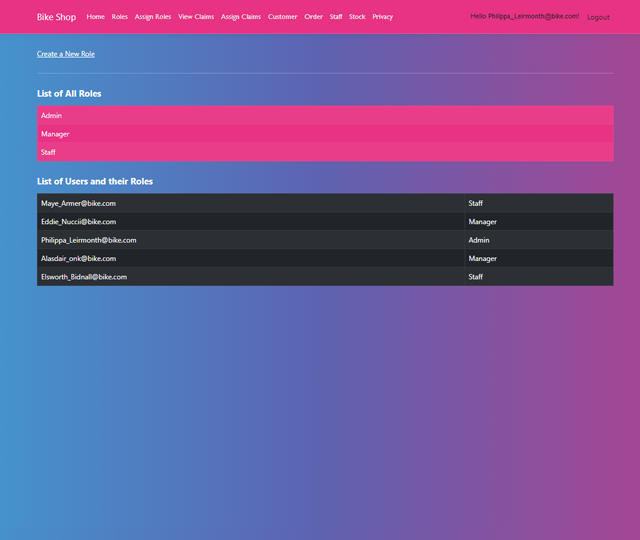 Bike Shop Home Roles Assign Roles View Claims Assign Claims Customer Order Staff Stock Privacy Hello Philippa_Leirmonth@bike.com! Logout
Create a New Role
List of All Roles
Admin
Manager
Staff
List of Users and their Roles
Maye_Armer@bike.com Staff
Eddie_Nuccii@bike.com Manager
Philippa_Leirmonth@bike.com Admin
Alasdair_onk@bike.com Manager
Elsworth_Bidnall@bike.com Staff